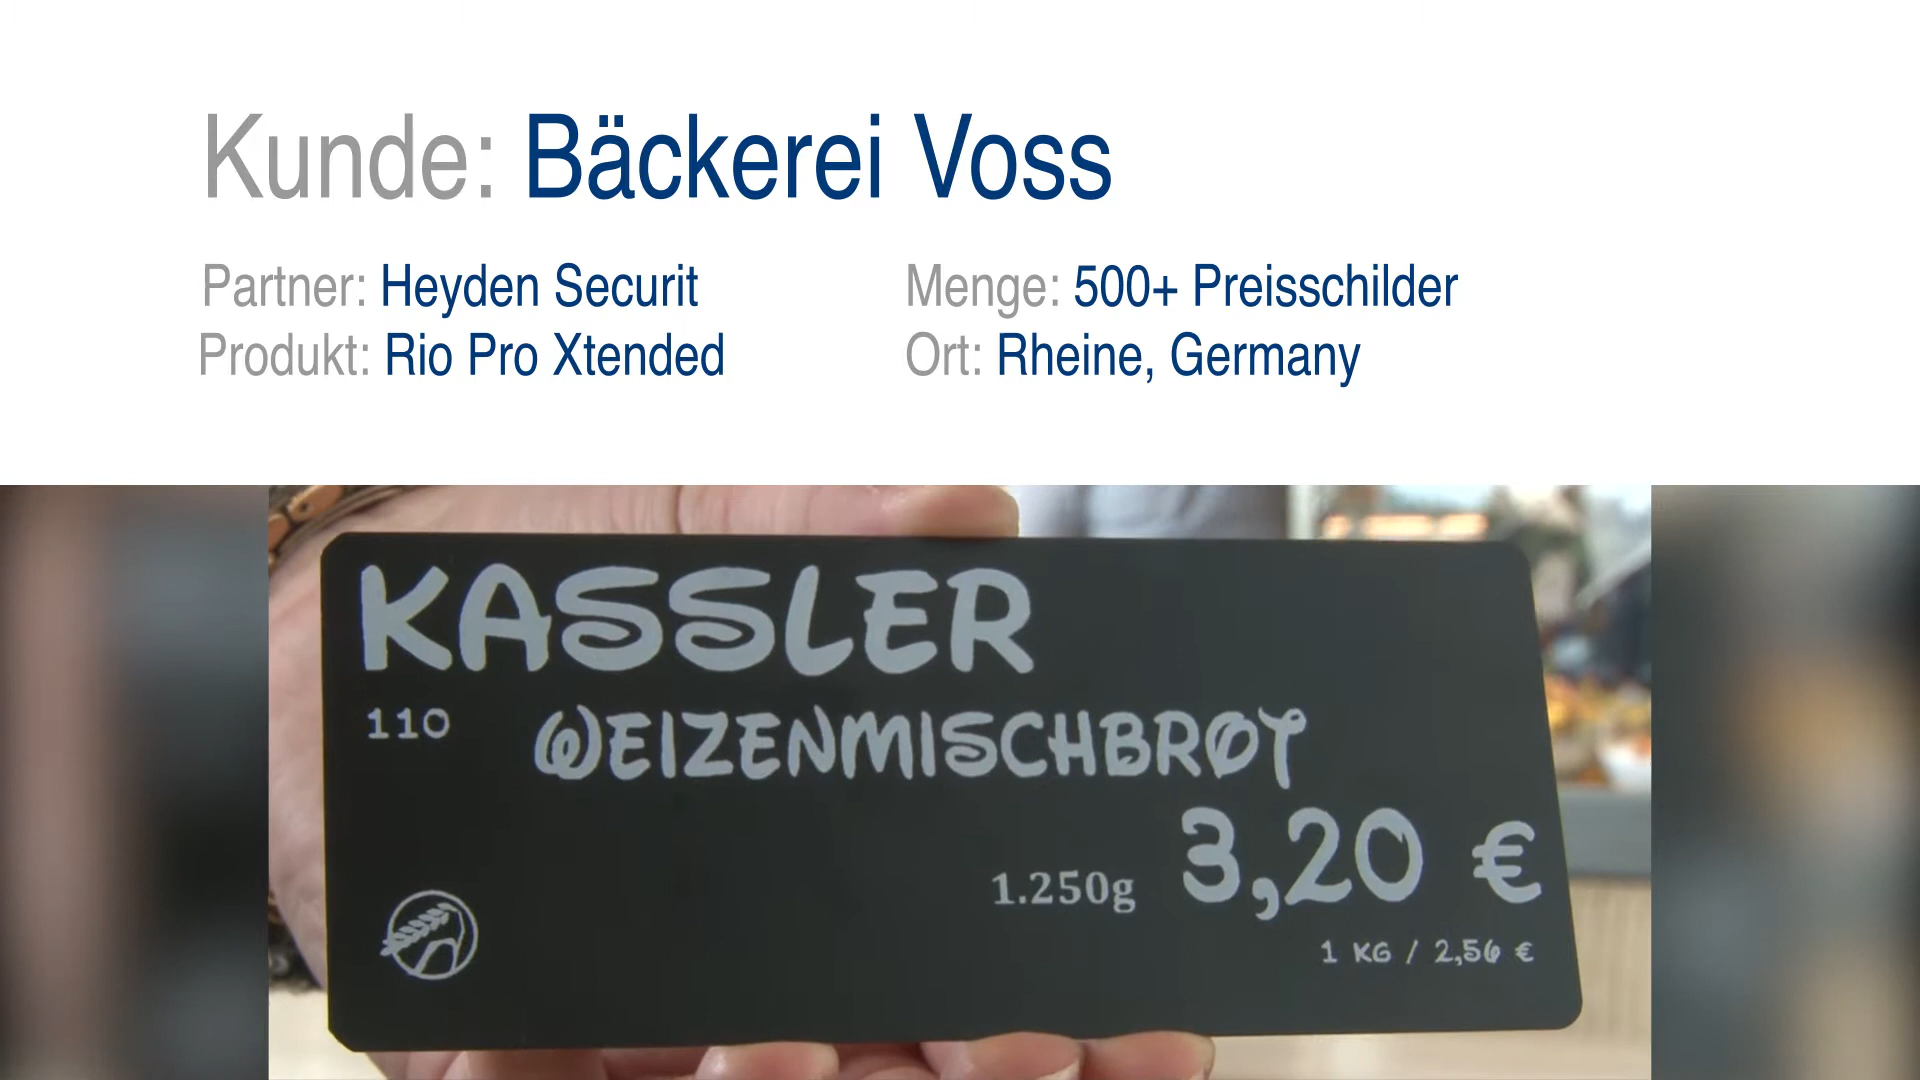 Kunde: Bäckerei Voss
Partner: Heyden Securit
Produkt: Rio Pro Xtended
Menge: 500+ Preisschilder
Ort: Rheine, Germany
KASSLER
110
WEIZENMISCHBROT
1.250g 3,20 €
1 KG / 2,56 €